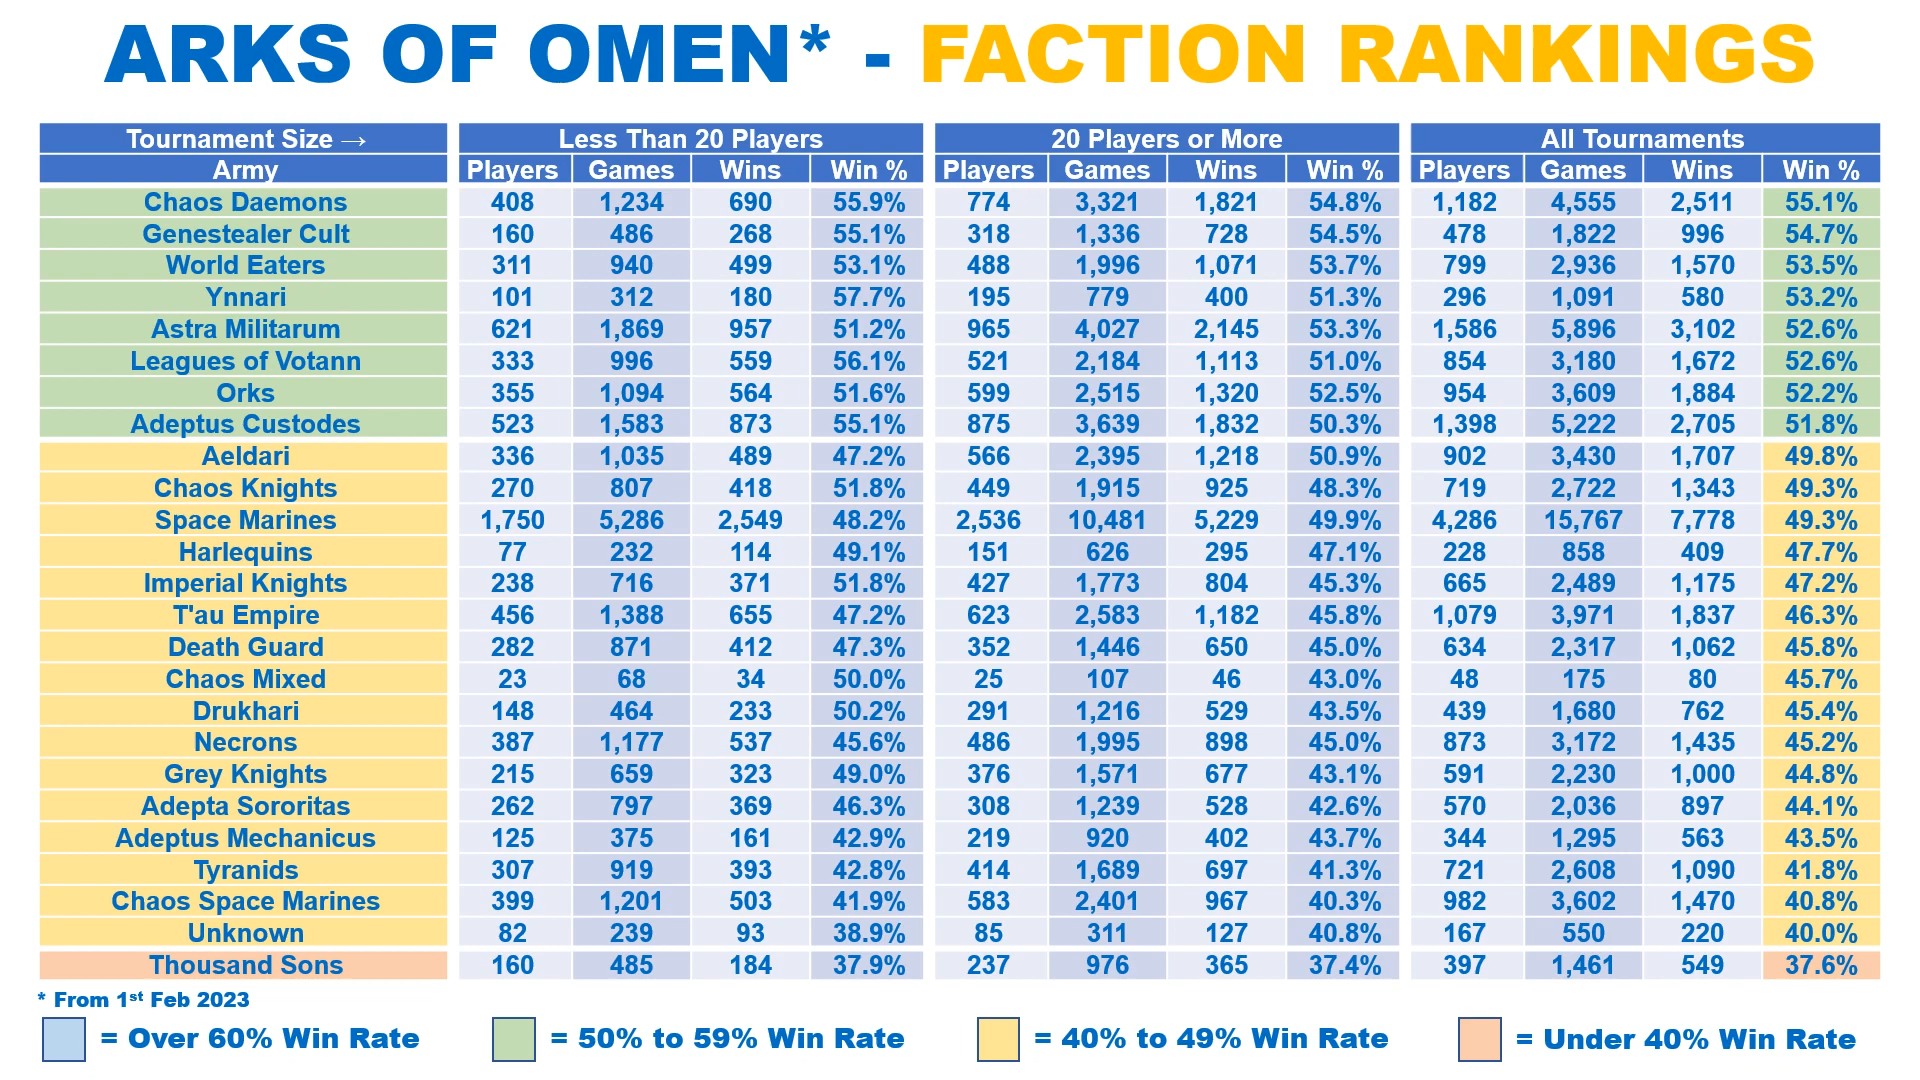 ARKS OF OMEN* - FACTION RANKINGS
Tournament Size → Less Than 20 Players 20 Players or More All Tournaments
Army Players Games Wins Win % Players Games Wins Win % Players Games Wins Win %
Chaos Daemons 408 1,234 690 55.9% 774 3,321 1,821 54.8% 1,182 4,555 2,511 55.1%
Genestealer Cult 160 486 268 55.1% 318 1,336 728 54.5% 478 1,822 996 54.7%
World Eaters 311 940 499 53.1% 488 1,996 1,071 53.7% 799 2,936 1,570 53.5%
Ynnari 101 312 180 57.7% 195 779 400 51.3% 296 1,091 580 53.2%
Astra Militarum 621 1,869 957 51.2% 965 4,027 2,145 53.3% 1,586 5,896 3,102 52.6%
Leagues of Votann 333 996 559 56.1% 521 2,184 1,113 51.0% 854 3,180 1,672 52.6%
Orks 355 1,094 564 51.6% 599 2,515 1,320 52.5% 954 3,609 1,884 52.2%
Adeptus Custodes 523 1,583 873 55.1% 875 3,639 1,832 50.3% 1,398 5,222 2,705 51.8%
Aeldari 336 1,035 489 47.2% 566 2,395 1,218 50.9% 902 3,430 1,707 49.8%
Chaos Knights 270 807 418 51.8% 449 1,915 925 48.3% 719 2,722 1,343 49.3%
Space Marines 1,750 5,286 2,549 48.2% 2,536 10,481 5,229 49.9% 4,286 15,767 7,778 49.3%
Harlequins 77 232 114 49.1% 151 626 295 47.1% 228 858 409 47.7%
Imperial Knights 238 716 371 51.8% 427 1,773 804 45.3% 665 2,489 1,175 47.2%
T'au Empire 456 1,388 655 47.2% 623 2,583 1,182 45.8% 1,079 3,971 1,837 46.3%
Death Guard 282 871 412 47.3% 352 1,446 650 45.0% 634 2,317 1,062 45.8%
Chaos Mixed 23 68 34 50.0% 25 107 46 43.0% 48 175 80 45.7%
Drukhari 148 464 233 50.2% 291 1,216 529 43.5% 439 1,680 762 45.4%
Necrons 387 1,177 537 45.6% 486 1,995 898 45.0% 873 3,172 1,435 45.2%
Grey Knights 215 659 323 49.0% 376 1,571 677 43.1% 591 2,230 1,000 44.8%
Adepta Sororitas 262 797 369 46.3% 308 1,239 528 42.6% 570 2,036 897 44.1%
Adeptus Mechanicus 125 375 161 42.9% 219 920 402 43.7% 344 1,295 563 43.5%
Tyranids 307 919 393 42.8% 414 1,689 697 41.3% 721 2,608 1,090 41.8%
Chaos Space Marines 399 1,201 503 41.9% 583 2,401 967 40.3% 982 3,602 1,470 40.8%
Unknown 82 239 93 38.9% 85 311 127 40.8% 167 550 220 40.0%
Thousand Sons 160 485 184 37.9% 237 976 365 37.4% 397 1,461 549 37.6%
* From 1st Feb 2023
= Over 60% Win Rate = 50% to 59% Win Rate = 40% to 49% Win Rate = Under 40% Win Rate